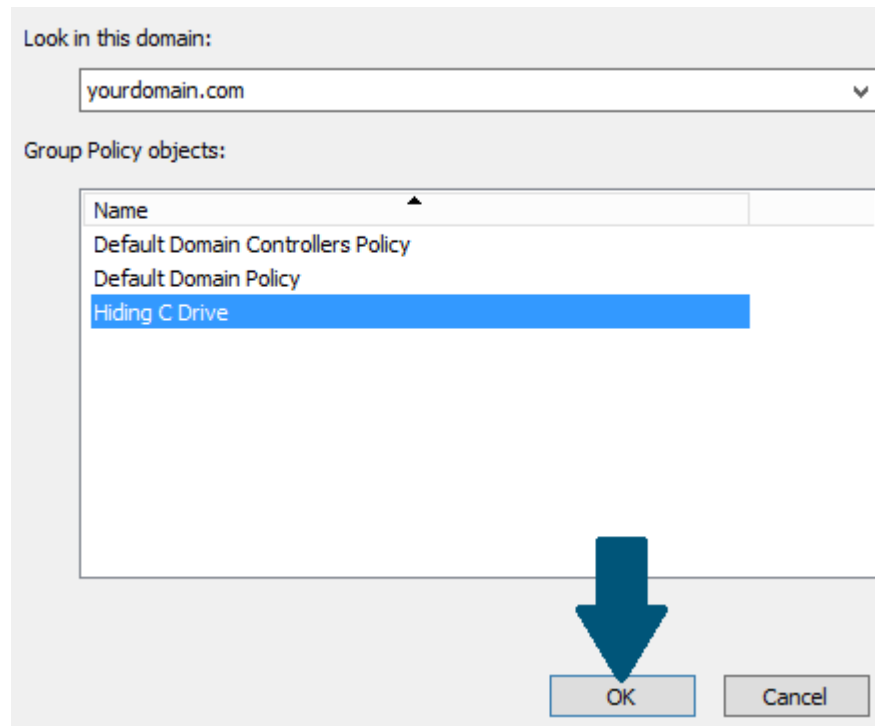 Look in this domain:
yourdomain.com
Group Policy objects:
Name
Default Domain Controllers Policy
Default Domain Policy
Hiding C Drive
OK Cancel